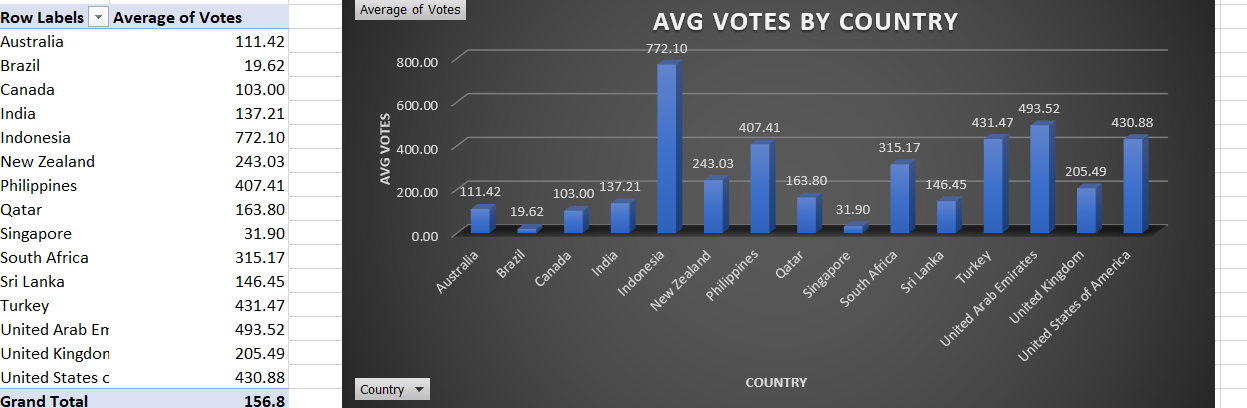 Row Labels Average of Votes
Australia 111.42
Brazil 19.62
Canada 103.00
India 137.21
Indonesia 772.10
New Zealand 243.03
Philippines 407.41
Qatar 163.80
Singapore 31.90
South Africa 315.17
Sri Lanka 146.45
Turkey 431.47
United Arab Em 493.52
United Kingdon 205.49
United States c 430.88
Grand Total 156.8
Average of Votes
AVG VOTES BY COUNTRY
AVG VOTES
800.00
600.00
400.00
200.00
0.00
111.42
19.62
103.00
137.21
772.10
243.03
407.41
163.80
31.90
315.17
146.45
431.47
493.52
205.49
430.88
Australia
Brazil
Canada
India
Indonesia
New Zealand
Philippines
Qatar
Singapore
South Africa
Sri Lanka
Turkey
United Arab Emirates
United Kingdom
United States of America
COUNTRY
Country